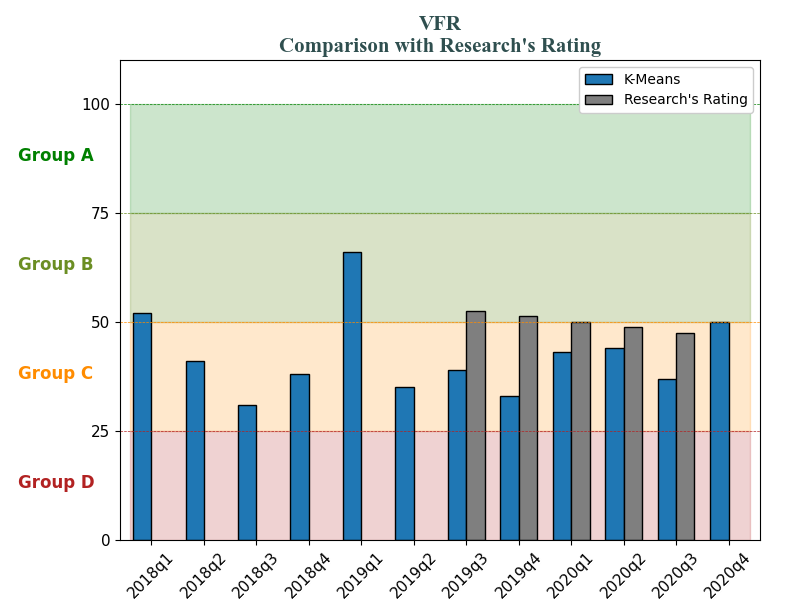 VFR
Comparison with Research's Rating
K-Means
Research's Rating
100
Group A
75
Group B
50
Group C
25
Group D
0
2018q1
2018q2
2018q3
2018q4
2019q1
2019q2
2019q3
2019q4
2020q1
2020q2
2020q3
2020q4